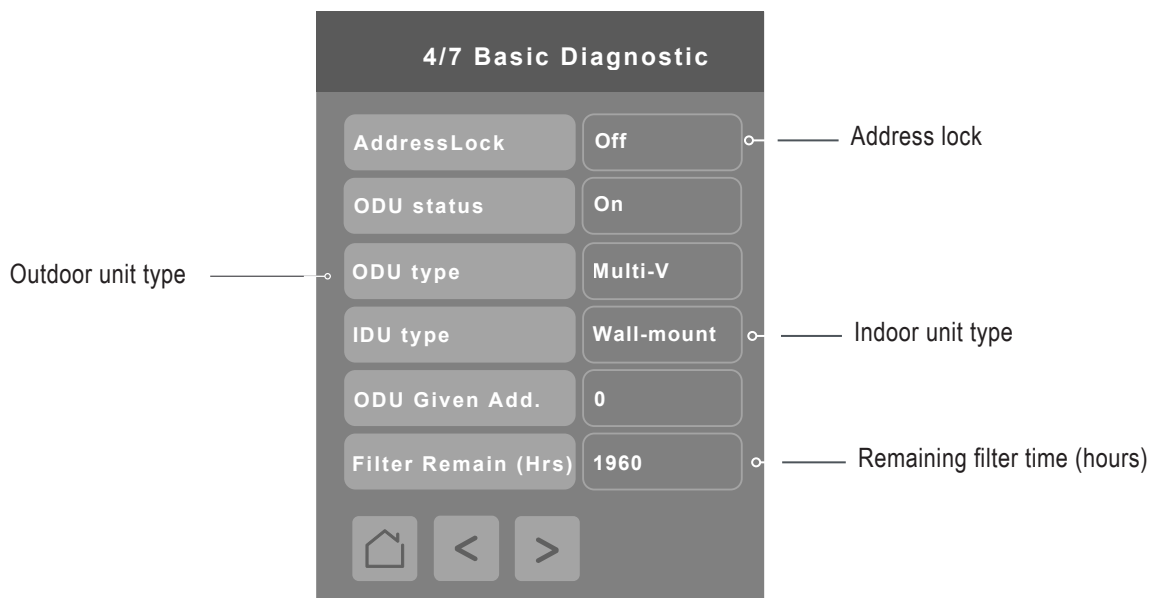 4/7 Basic Diagnostic
AddressLock Off Address lock
ODU status On
Outdoor unit type ODU type Multi-V
IDU type Wall-mount Indoor unit type
ODU Given Add. 0
Filter Remain (Hrs) 1960 Remaining filter time (hours)
< >